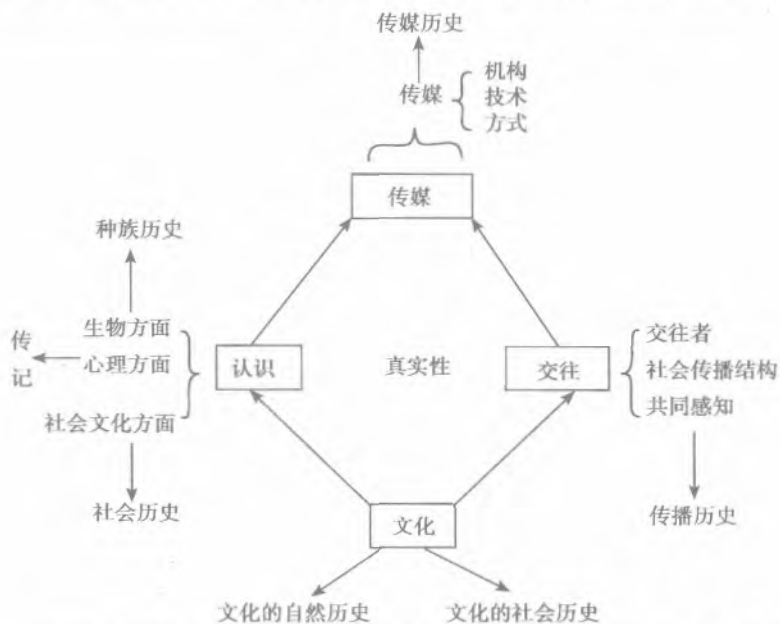 传媒历史
传媒
机构
技术
方式
传媒
种族历史
生物方面
传记
心理方面
社会文化方面
社会历史
认识
真实性
交往
交往者
社会传播结构
共同感知
传播历史
文化
文化的自然历史
文化的社会历史